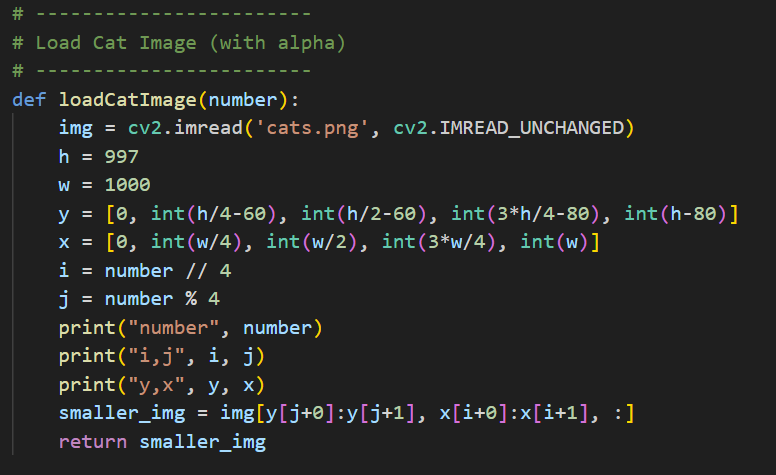 # ------------------------
# Load Cat Image (with alpha)
# ------------------------
def loadCatImage(number):
    img = cv2.imread('cats.png', cv2.IMREAD_UNCHANGED)
    h = 997
    w = 1000
    y = [0, int(h/4-60), int(h/2-60), int(3*h/4-80), int(h-80)]
    x = [0, int(w/4), int(w/2), int(3*w/4), int(w)]
    i = number // 4
    j = number % 4
    print("number", number)
    print("i,j", i, j)
    print("y,x", y, x)
    smaller_img = img[y[j+0]:y[j+1], x[i+0]:x[i+1], :]
    return smaller_img